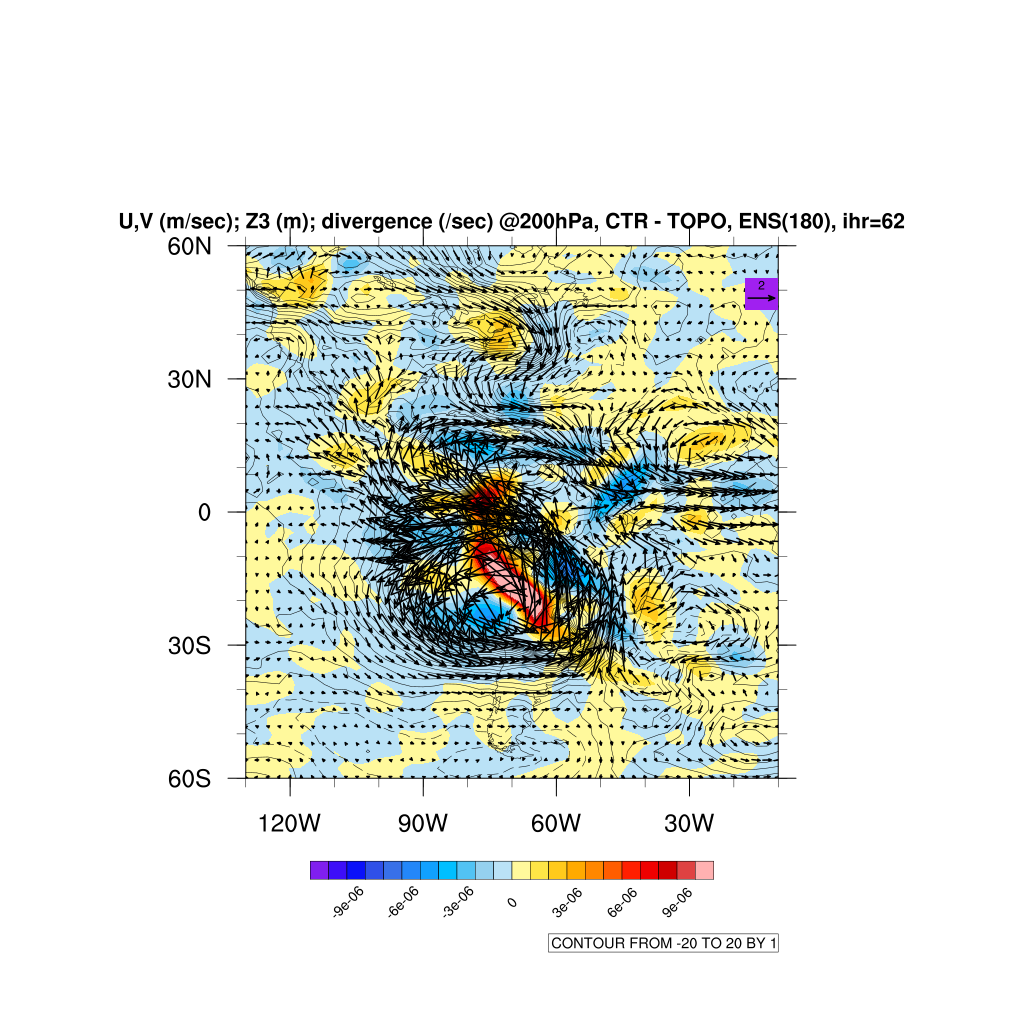 U,V (m/sec); Z3 (m); divergence (/sec) @200hPa, CTR - TOPO, ENS(180), ihr=62
60N
2
30N
0
30S
60S
120W 90W 60W 30W
-9e-06 -6e-06 -3e-06 0 3e-06 6e-06 9e-06
CONTOUR FROM -20 TO 20 BY 1